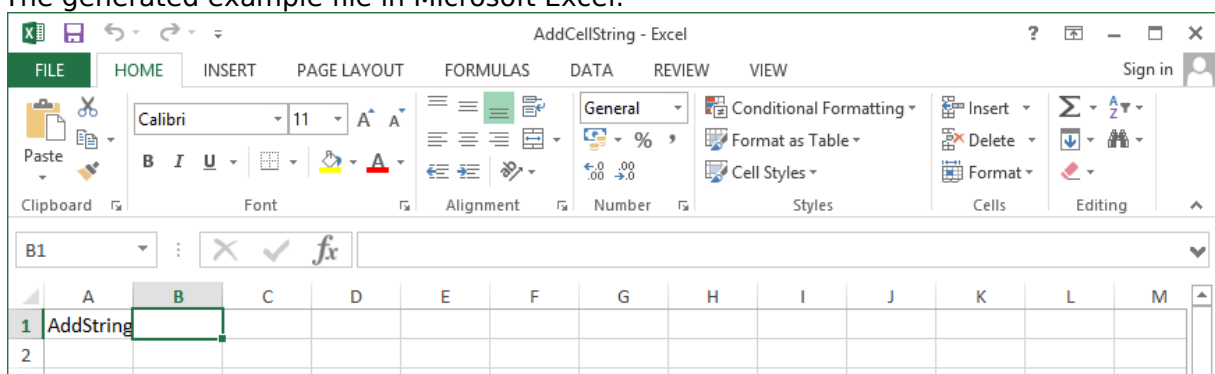 The generated example file in Microsoft Excel:
AddCellString - Excel
FILE HOME INSERT PAGE LAYOUT FORMULAS DATA REVIEW VIEW Sign in
Calibri 11 A A General Conditional Formatting Insert Σ A Z
Paste Format as Table Delete
B I U A % , .00 .0 Cell Styles Format
Clipboard Font Alignment Number Styles Cells Editing
B1 fx
A B C D E F G H I J K L M
1 AddString
2